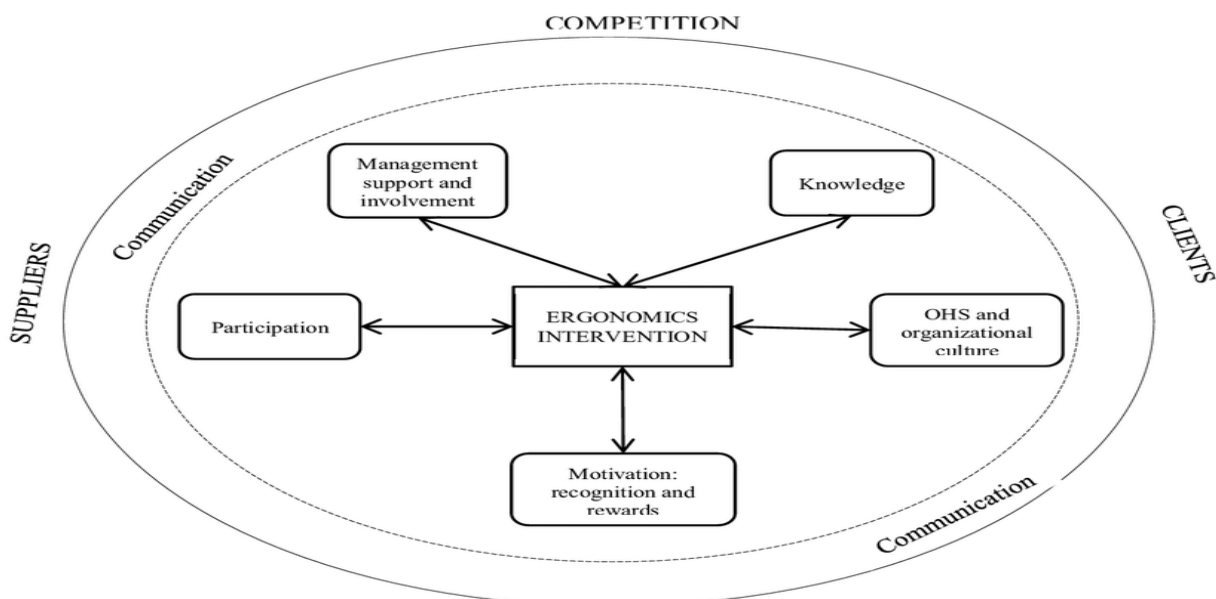 COMPETITION
Communication
Management
support and
involvement
Knowledge
SUPPLIERS
CLIENTS
Participation
ERGONOMICS
INTERVENTION
OHS and
organizational
culture
Motivation:
recognition and
rewards
Communication